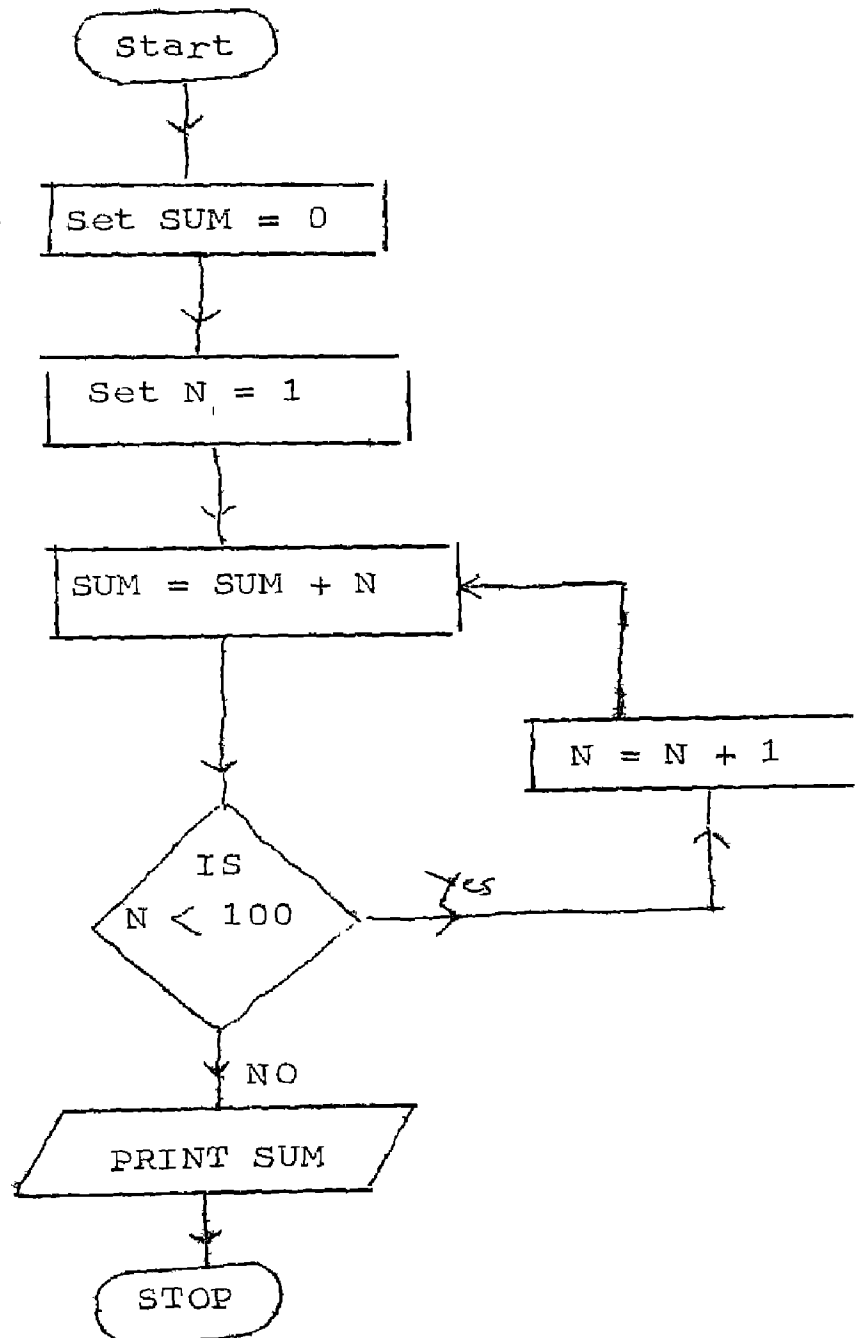 Start
Set SUM = 0
Set N = 1
SUM = SUM + N
N = N + 1
IS
N < 100
Yes
NO
PRINT SUM
STOP